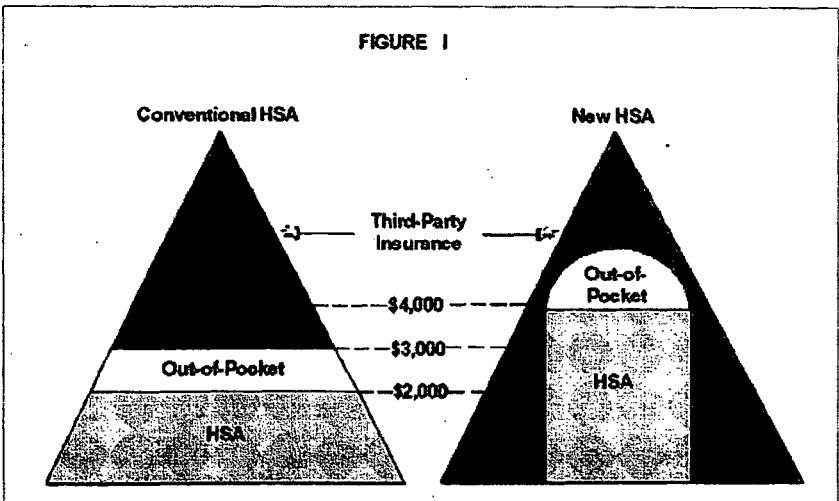 FIGURE I
Conventional HSA
New HSA
Third-Party
Insurance
Out-of-
Pocket
$4,000
$3,000
Out-of-Pocket
$2,000
HSA
HSA